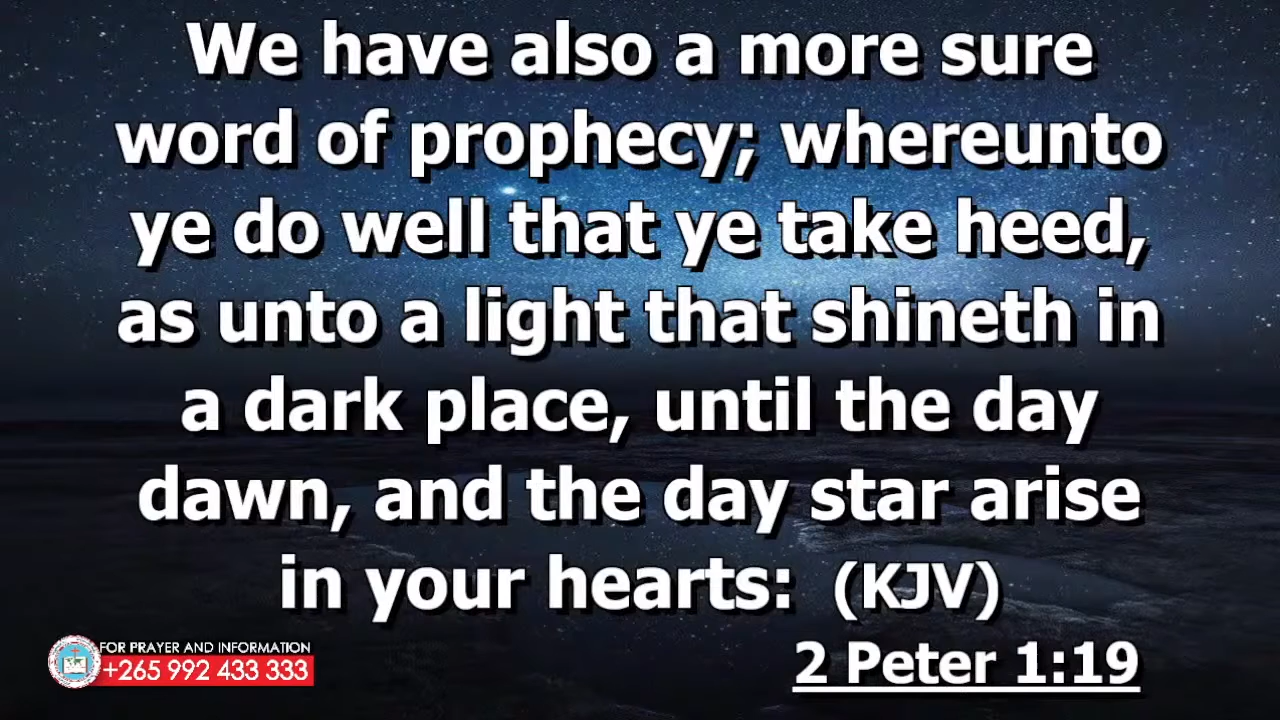 We have also a more sure
word of prophecy; whereunto
ye do well that ye take heed,
as unto a light that shineth in
a dark place, until the day
dawn, and the day star arise
in your hearts: (KJV)
2 Peter 1:19
FOR PRAYER AND INFORMATION
+265 992 433 333